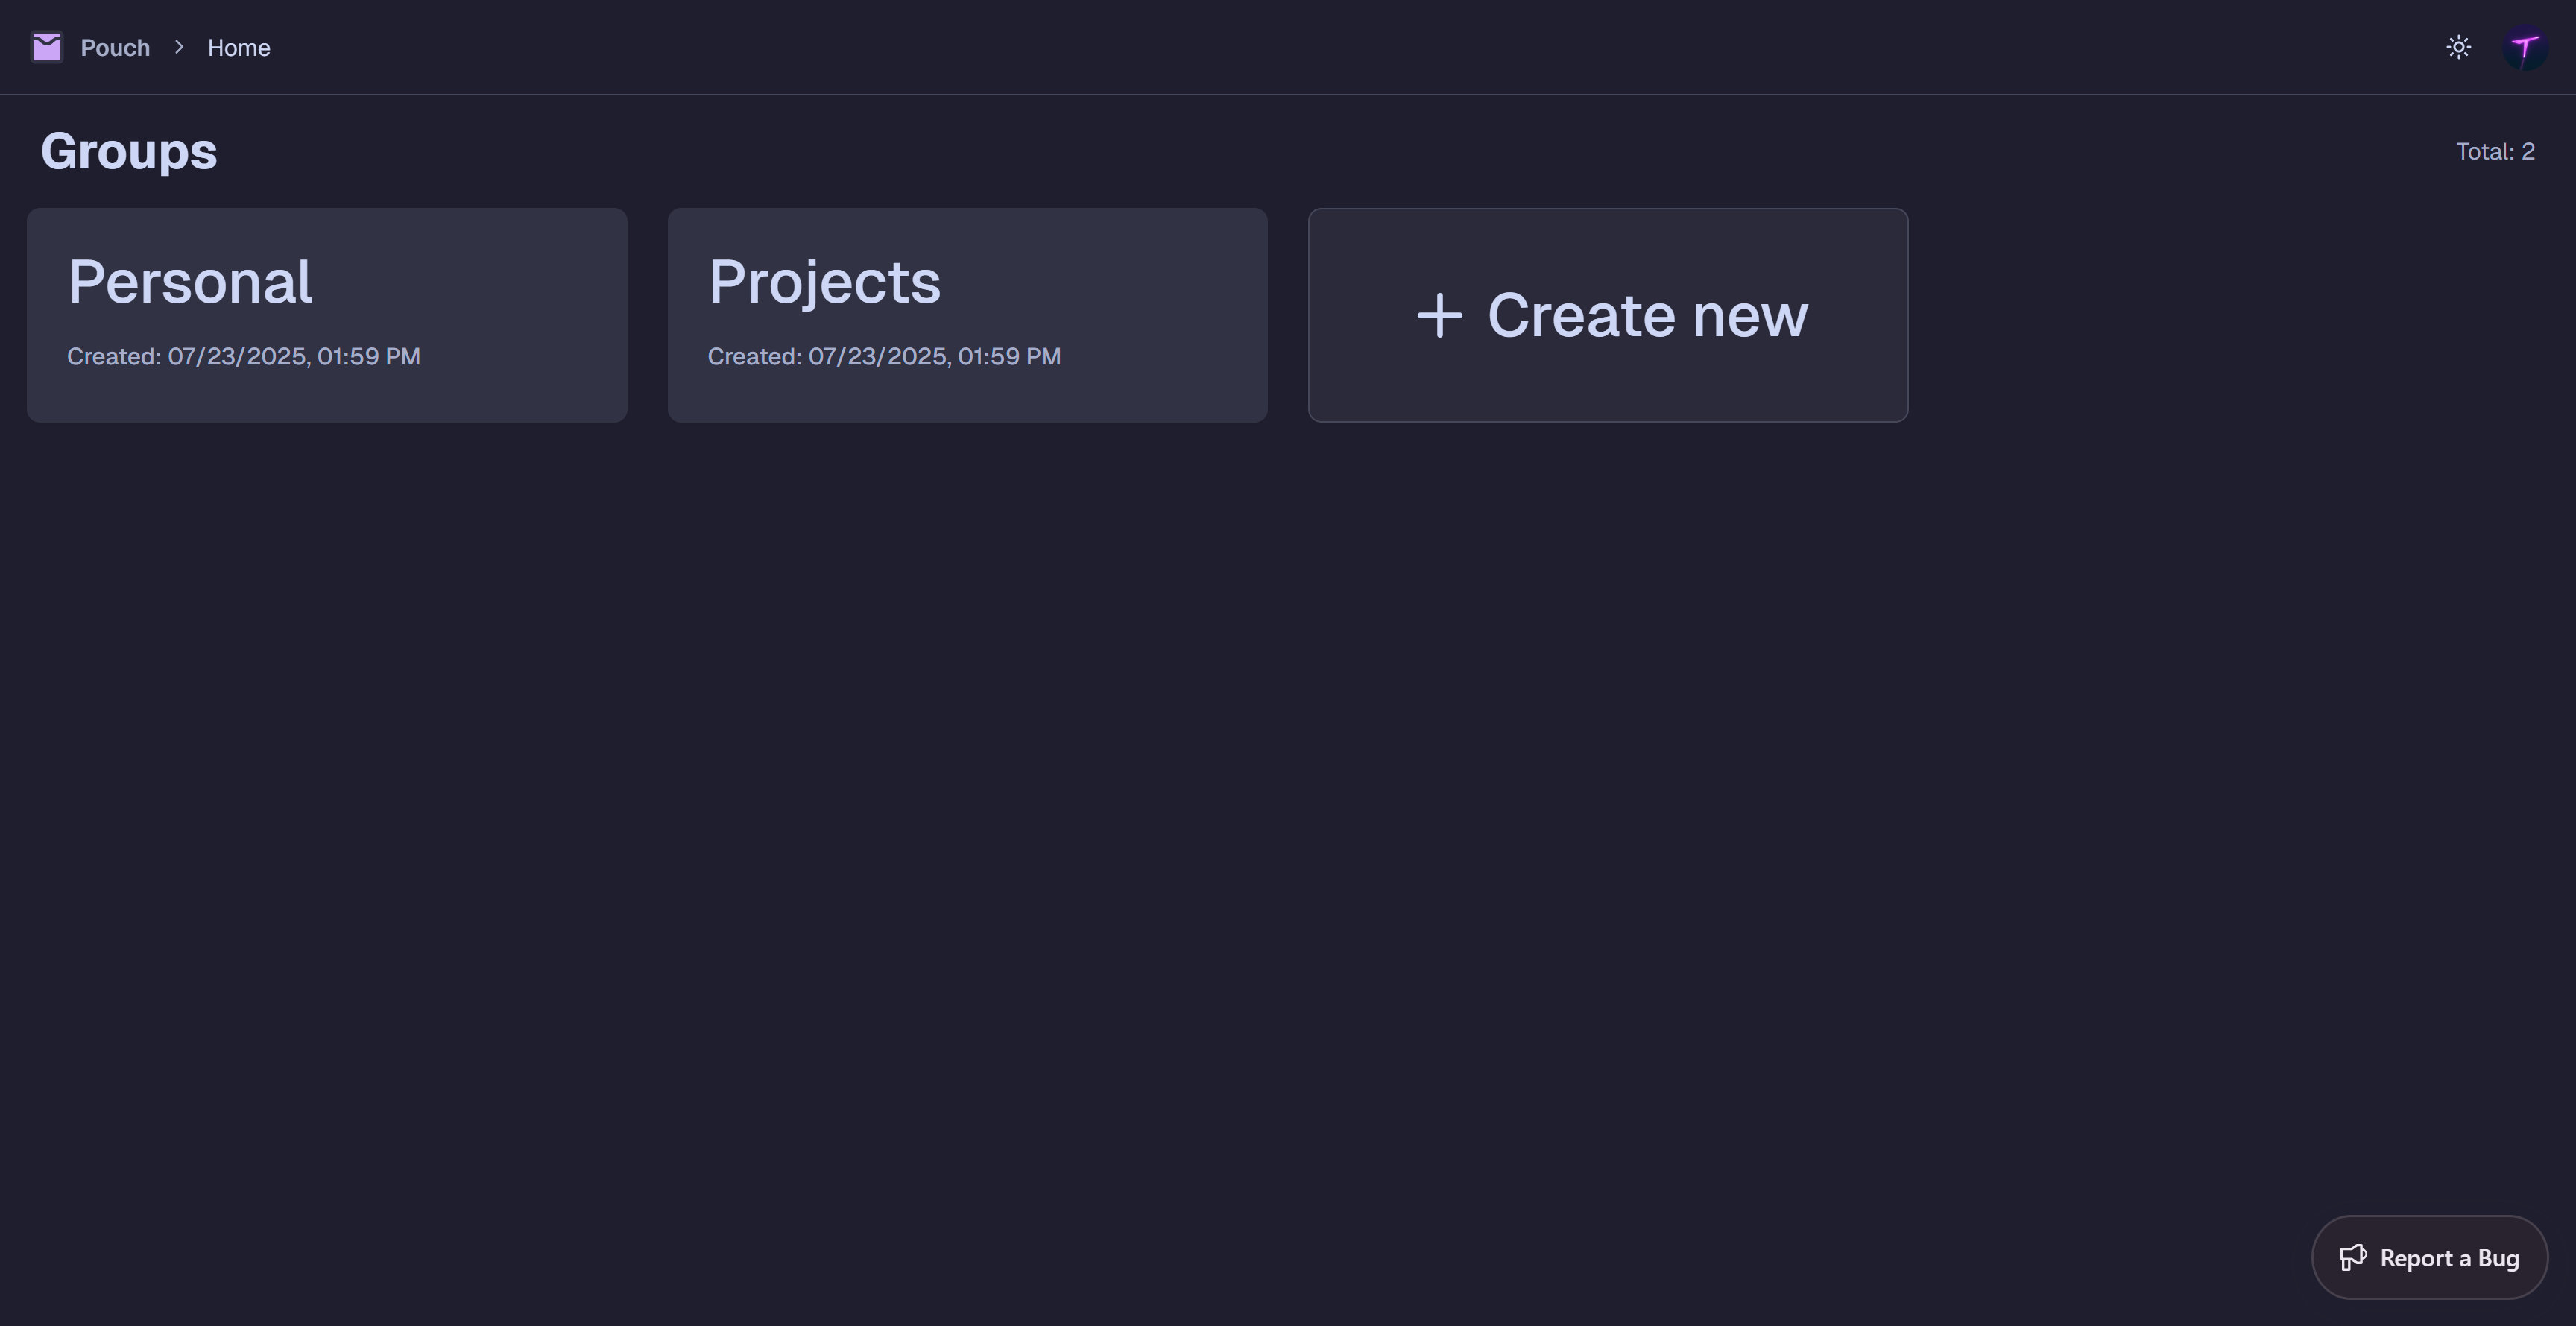 Pouch > Home
Groups
Total: 2
Personal
Created: 07/23/2025, 01:59 PM
Projects
Created: 07/23/2025, 01:59 PM
+ Create new
Report a Bug